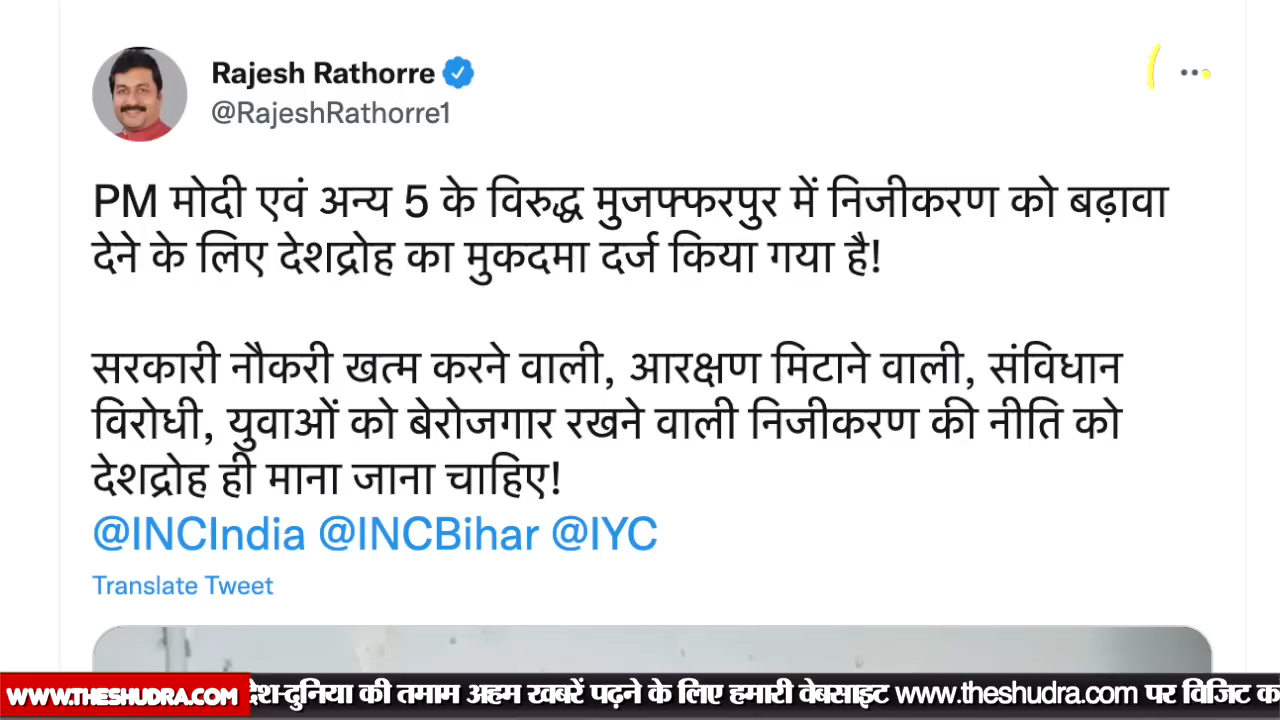 Rajesh Rathorre
@RajeshRathorre1
PM मोदी एवं अन्य 5 के विरुद्ध मुजफ्फरपुर में निजीकरण को बढ़ावा
देने के लिए देशद्रोह का मुकदमा दर्ज किया गया है!
सरकारी नौकरी खत्म करने वाली, आरक्षण मिटाने वाली, संविधान
विरोधी, युवाओं को बेरोजगार रखने वाली निजीकरण की नीति को
देशद्रोह ही माना जाना चाहिए!
@INCIndia @INCBihar @IYC
Translate Tweet
WWW.THESHUDRA.COM देश-दुनिया की तमाम अहम खबरें पढ़ने के लिए हमारी वेबसाइट www.theshudra.com पर विजिट